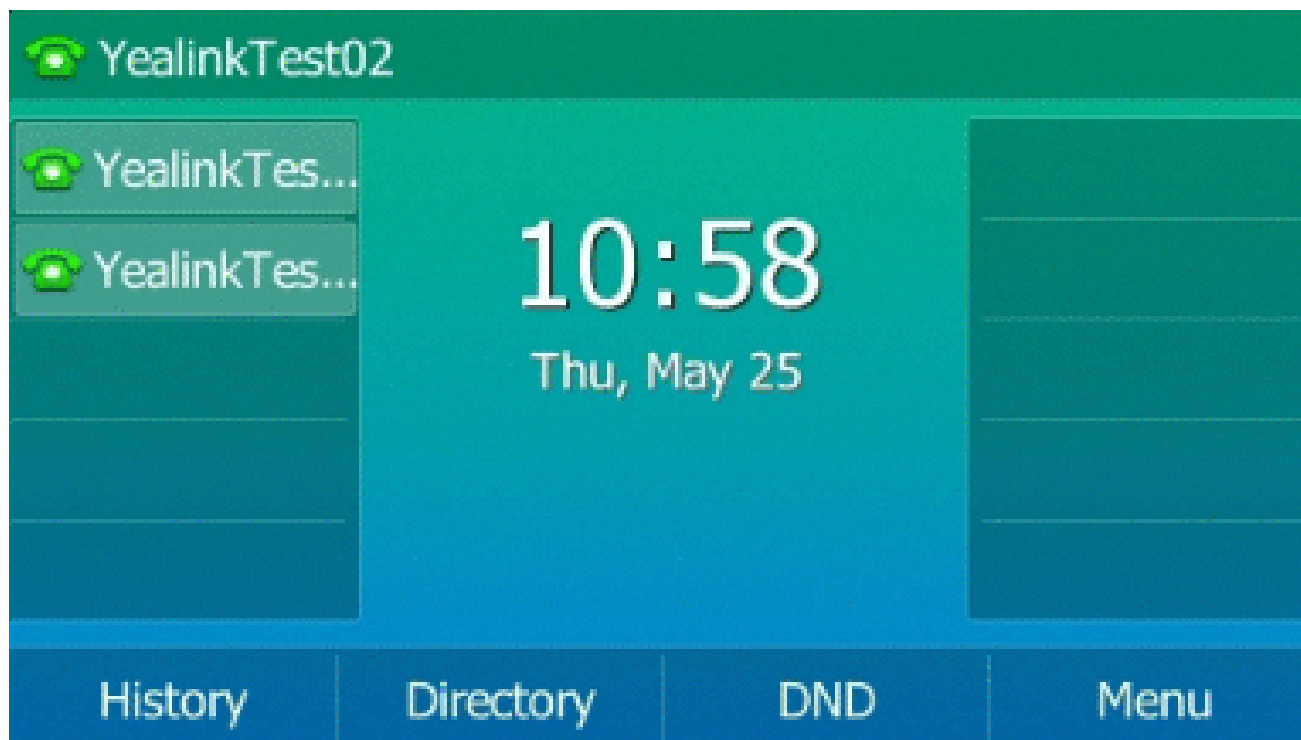 YealinkTest02
YealinkTes...
YealinkTes...
10:58
Thu, May 25
History Directory DND Menu